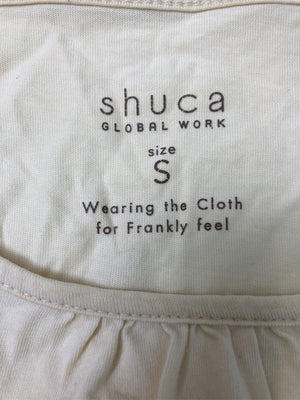 shuca
GLOBAL WORK
size
S
Wearing the Cloth
for Frankly feel